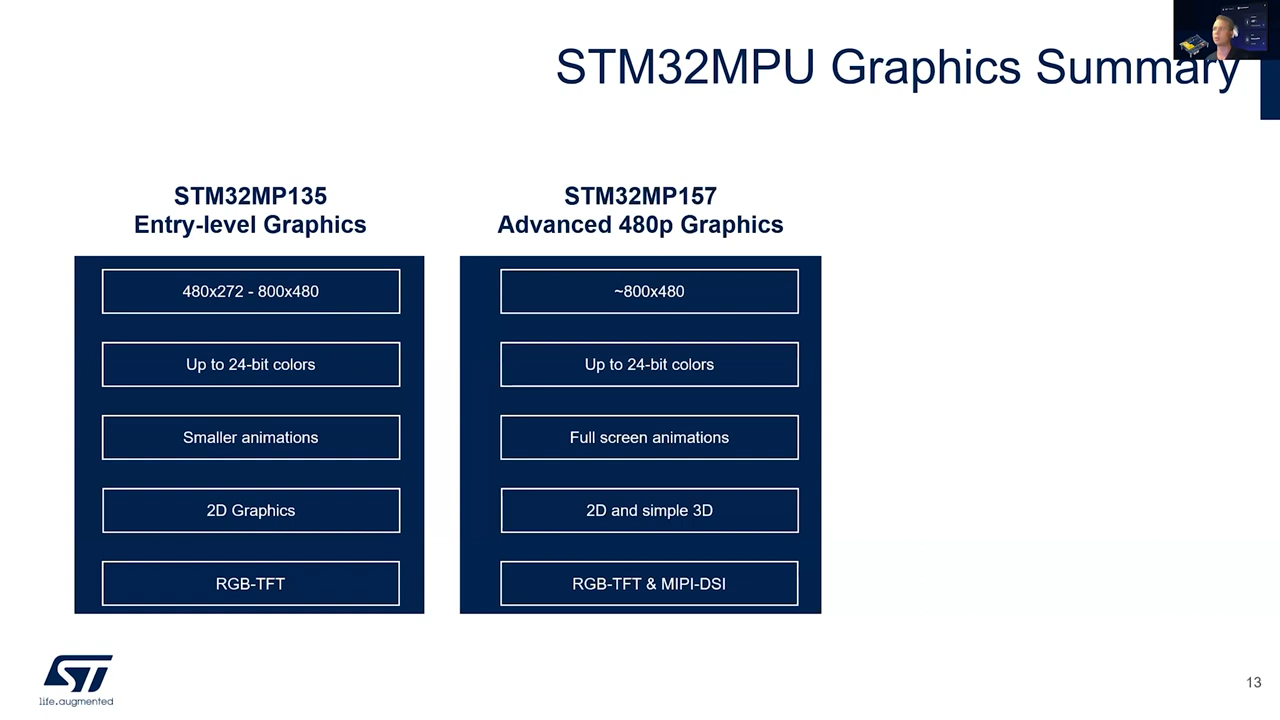 STM32MPU Graphics Summary
STM32MP135
Entry-level Graphics
480x272 - 800x480
Up to 24-bit colors
Smaller animations
2D Graphics
RGB-TFT
STM32MP157
Advanced 480p Graphics
~800x480
Up to 24-bit colors
Full screen animations
2D and simple 3D
RGB-TFT & MIPI-DSI
ST
life.augmented
13